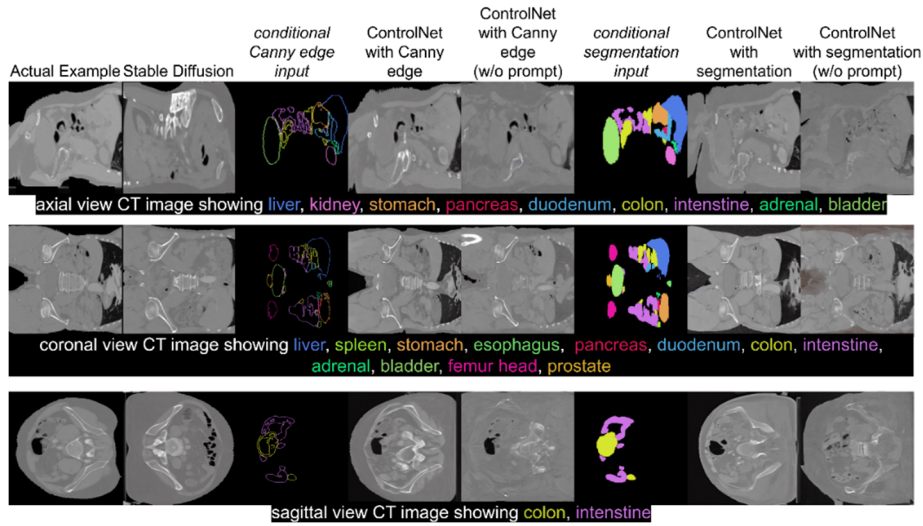 Actual Example
Stable Diffusion
conditional
Canny edge
input
ControlNet
with Canny
edge
ControlNet
with Canny
edge
(w/o prompt)
conditional
segmentation
input
ControlNet
with
segmentation
ControlNet
with segmentation
(w/o prompt)
axial view CT image showing liver, kidney, stomach, pancreas, duodenum, colon, intenstine, adrenal, bladder
coronal view CT image showing liver, spleen, stomach, esophagus, pancreas, duodenum, colon, intenstine,
adrenal, bladder, femur head, prostate
sagittal view CT image showing colon, intenstine